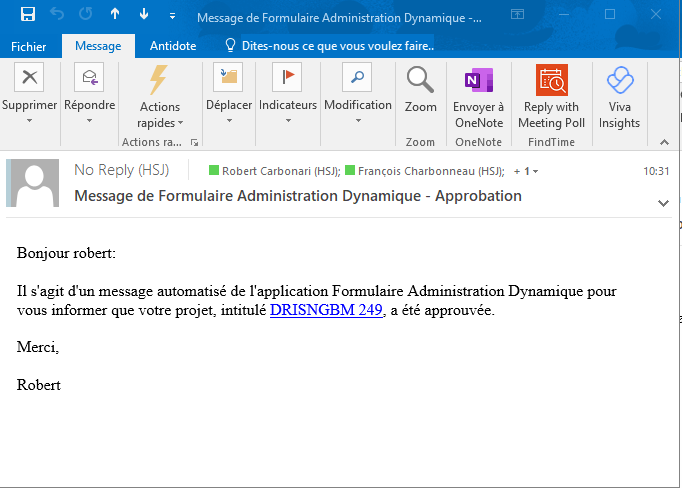 Message de Formulaire Administration Dynamique -...
Fichier
Message
Antidote
Dites-nous ce que vous voulez faire..
Supprimer
Répondre
Actions
rapides
Déplacer
Indicateurs
Modification
Zoom
Envoyer à
OneNote
Reply with
Meeting Poll
Viva
Insights
Actions ra...
Zoom
OneNote
FindTime
No Reply (HSJ)
Robert Carbonari (HSJ); François Charbonneau (HSJ); + 1
10:31
Message de Formulaire Administration Dynamique - Approbation
Bonjour robert:
Il s'agit d'un message automatisé de l'application Formulaire Administration Dynamique pour
vous informer que votre projet, intitulé DRISNGBM 249, a été approuvée.
Merci,
Robert